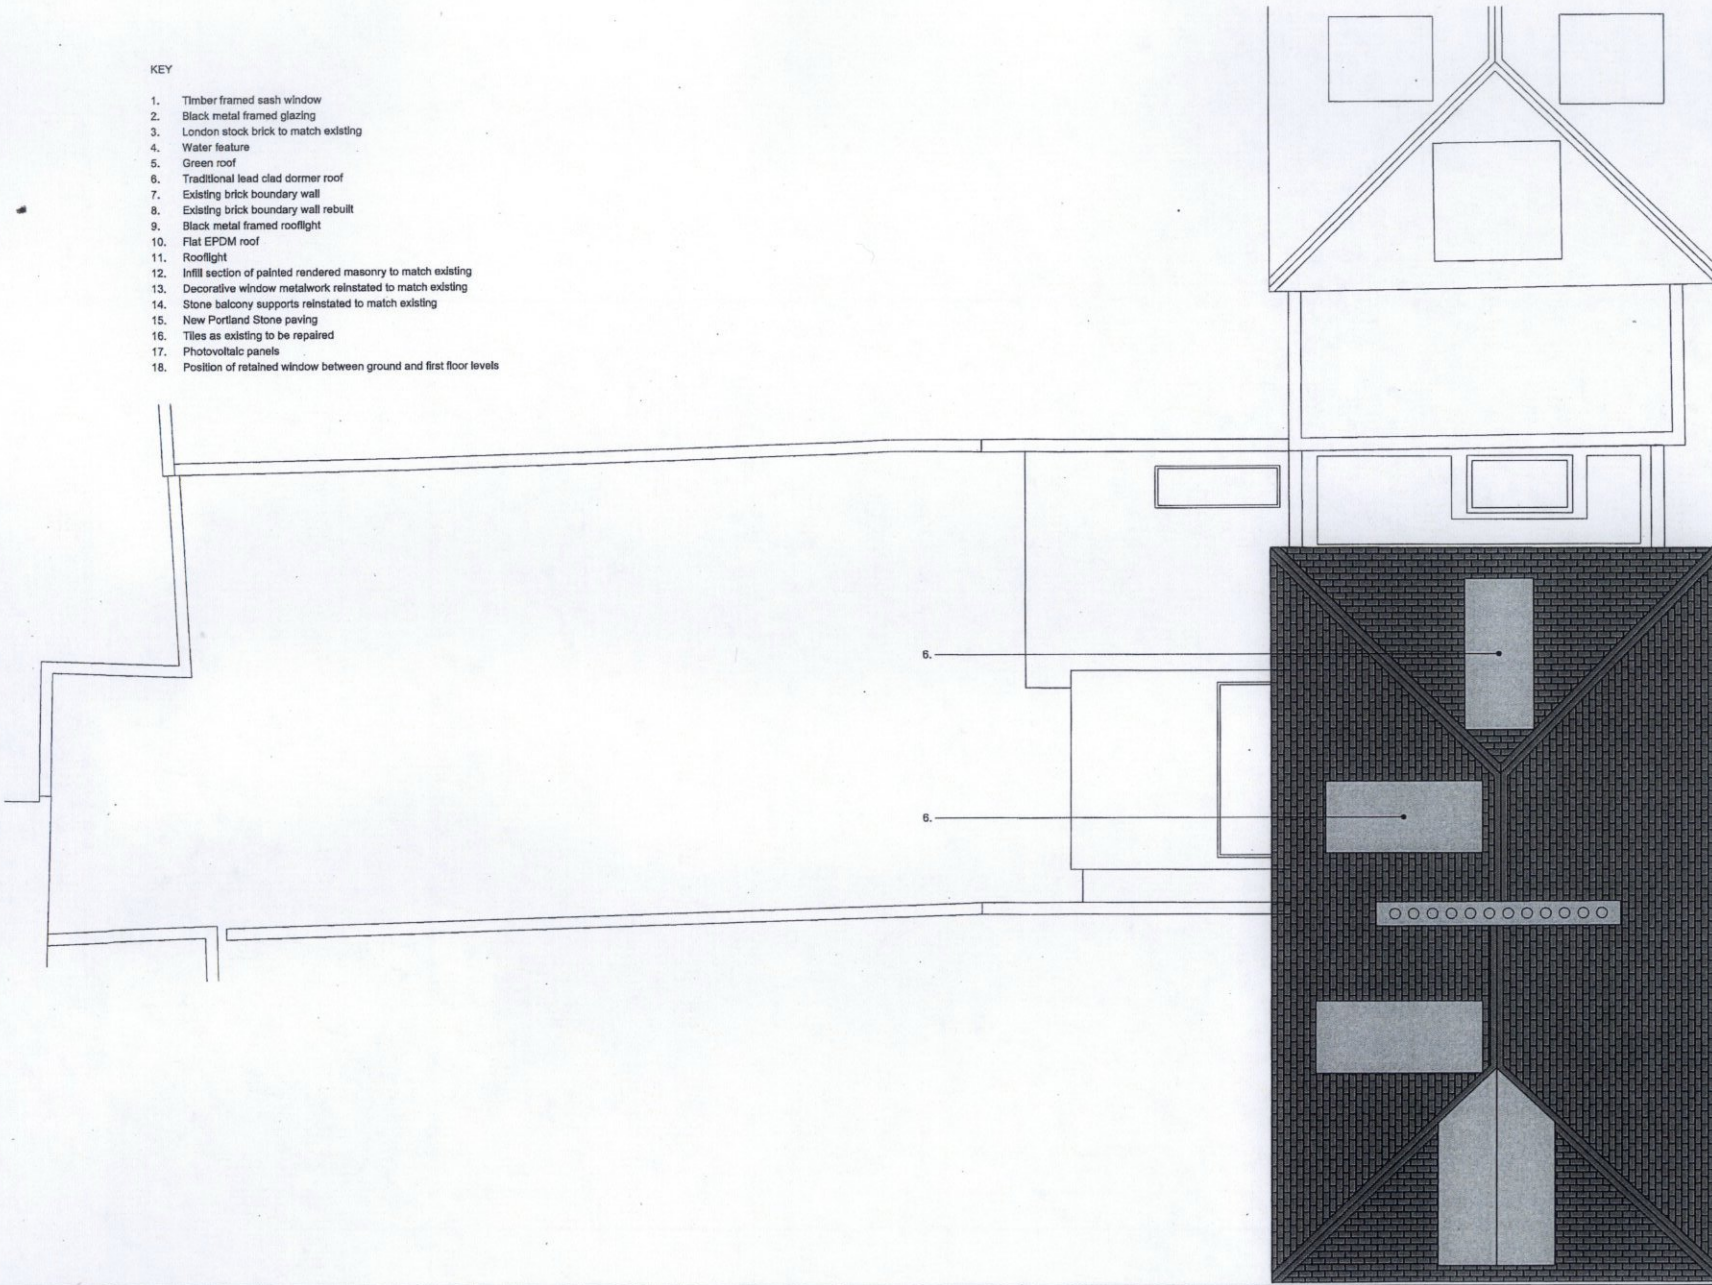 KEY
1. Timber framed sash window
2. Black metal framed glazing
3. London stock brick to match existing
4. Water feature
5. Green roof
6. Traditional lead clad dormer roof
7. Existing brick boundary wall
8. Existing brick boundary wall rebuilt
9. Black metal framed rooflight
10. Flat EPDM roof
11. Rooflight
12. Infill section of painted rendered masonry to match existing
13. Decorative window metalwork reinstated to match existing
14. Stone balcony supports reinstated to match existing
15. New Portland Stone paving
16. Tiles as existing to be repaired
17. Photovoltaic panels
18. Position of retained window between ground and first floor levels
6.
6.